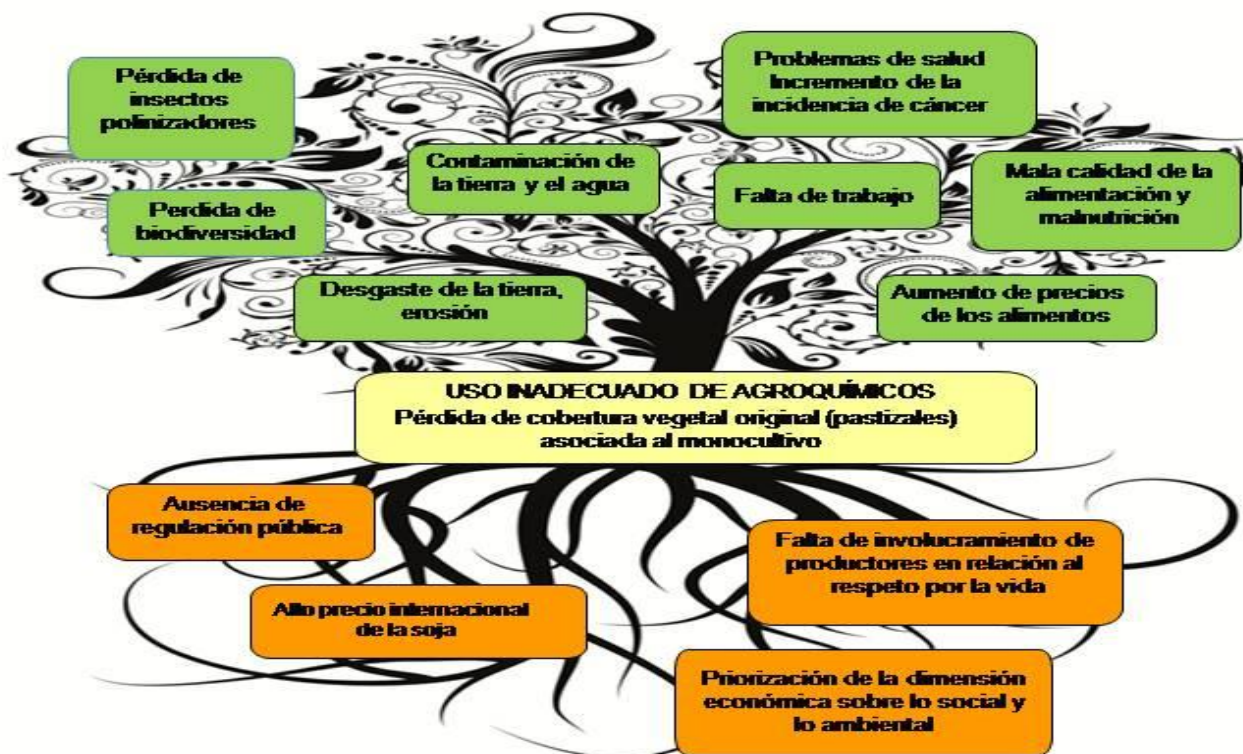 Pérdida de
insectos
polinizadores
Problemas de salud
Incremento de la
incidencia de cáncer
Contaminación de
la tierra y el agua
Falta de trabajo
Mala calidad de la
alimentación y
malnutrición
Perdida de
biodiversidad
Desgaste de la tierra,
erosión
Aumento de precios
de los alimentos
USO INADECUADO DE AGROQUÍMICOS
Pérdida de cobertura vegetal original (pastizales)
asociada al monocultivo
Ausencia de
regulación pública
Falta de involucramiento de
productores en relación al
respeto por la vida
Alto precio internacional
de la soja
Priorización de la dimensión
económica sobre lo social y
lo ambiental